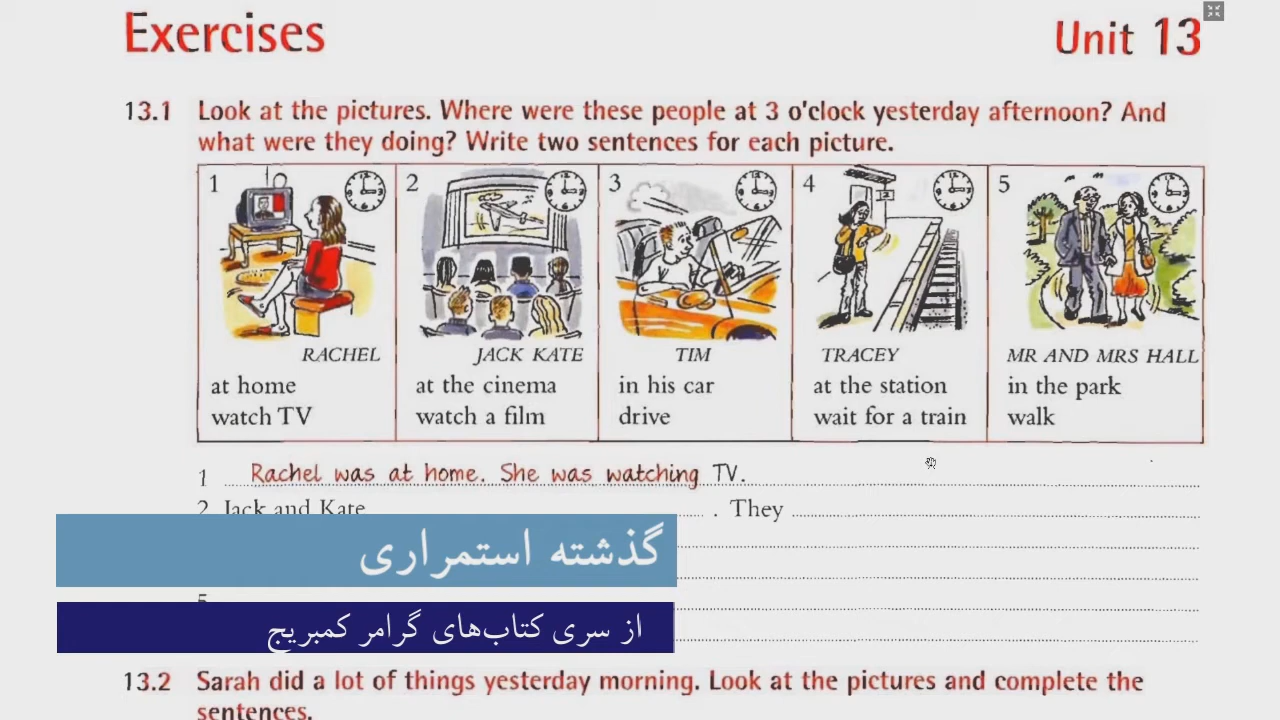 Exercises
Unit 13
13.1 Look at the pictures. Where were these people at 3 o'clock yesterday afternoon? And
what were they doing? Write two sentences for each picture.
1
2
3
4
5
RACHEL
JACK KATE
TIM
TRACEY
MR AND MRS HALL
at home
at the cinema
in his car
at the station
in the park
watch TV
watch a film
drive
wait for a train
walk
1 Rachel was at home. She was watching TV.
2 Jack and Kate . They
گذشته استمراری
5
از سری کتاب‌های گرامر کمبریج
13.2 Sarah did a lot of things yesterday morning. Look at the pictures and complete the
sentences.